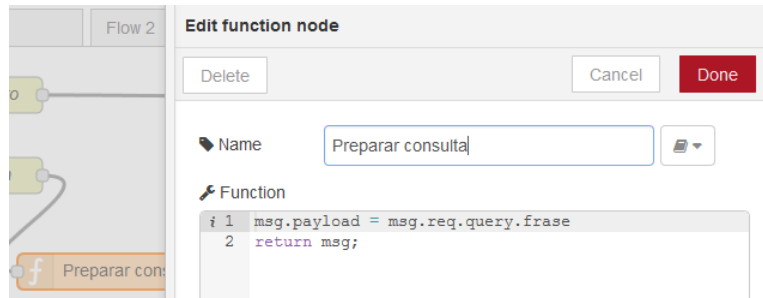 Flow 2
Edit function node
Delete
Cancel
Done
Name
Preparar consulta
Function
i 1 msg.payload = msg.req.query.frase
2 return msg;
Preparar cons